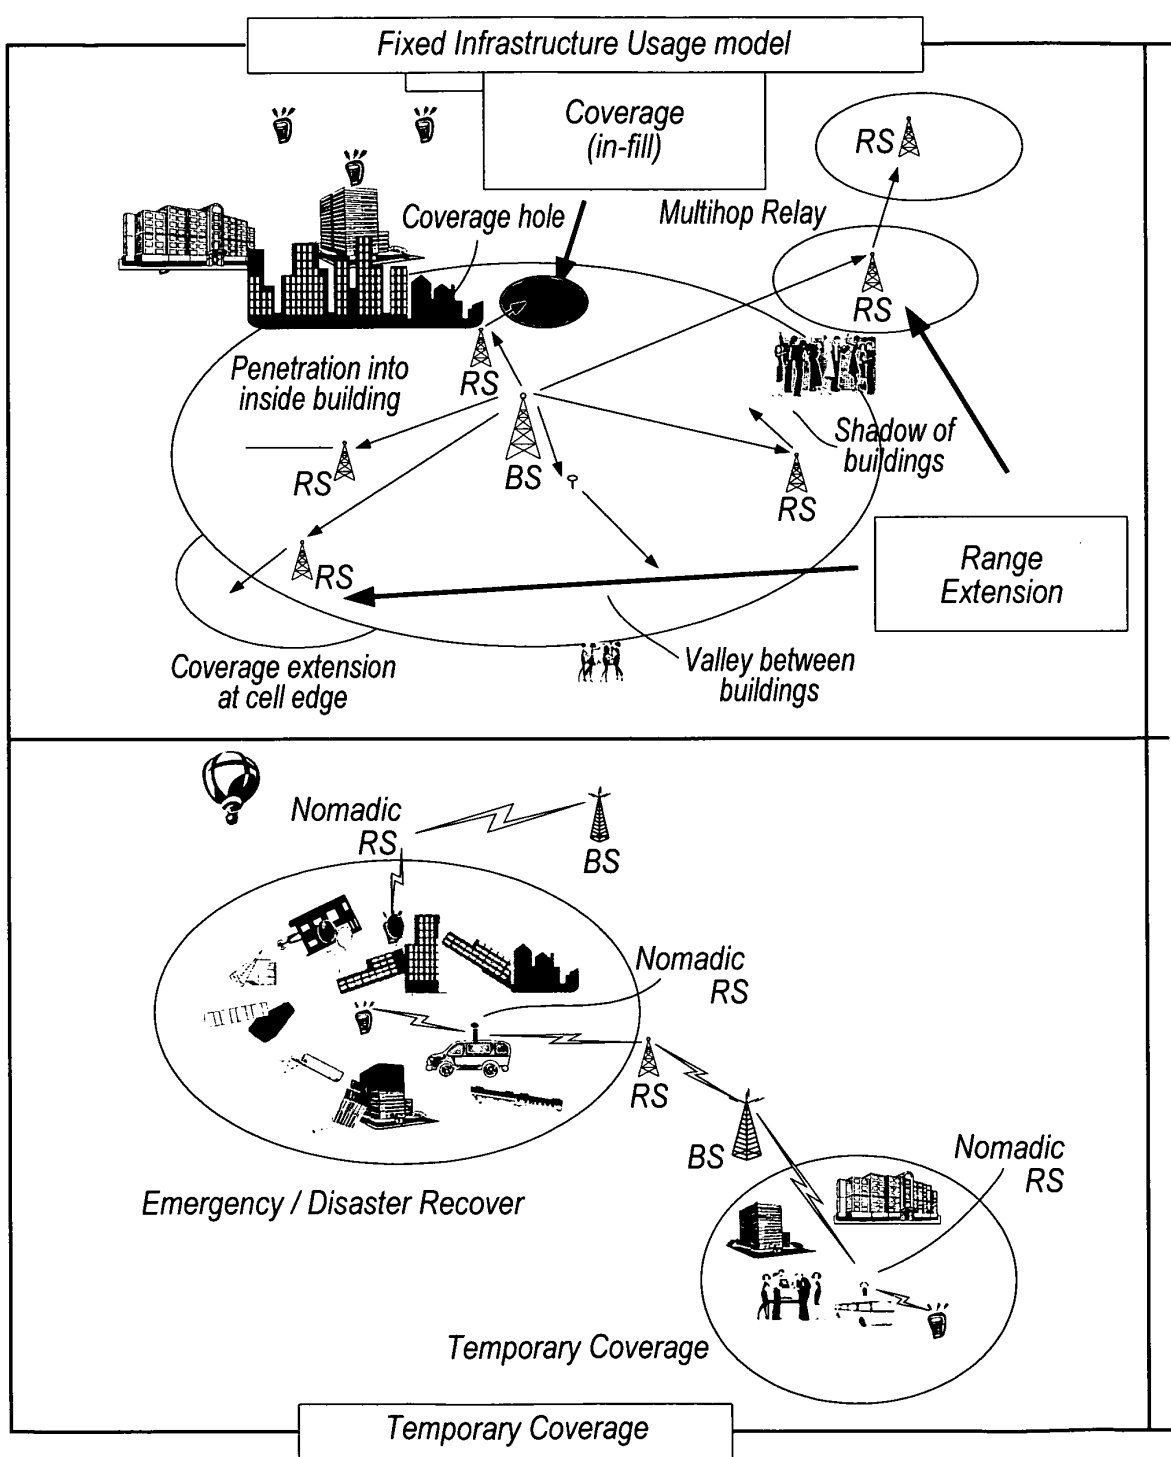 Fixed Infrastructure Usage model
Coverage
(in-fill)
RS
Multihop Relay
Coverage hole
RS
Penetration into
inside building
RS
BS
RS
Shadow of
buildings
RS
RS
Range
Extension
Coverage extension
at cell edge
Valley between
buildings
Nomadic
RS
BS
Nomadic
RS
RS
BS
Nomadic
RS
Emergency / Disaster Recover
Temporary Coverage
Temporary Coverage